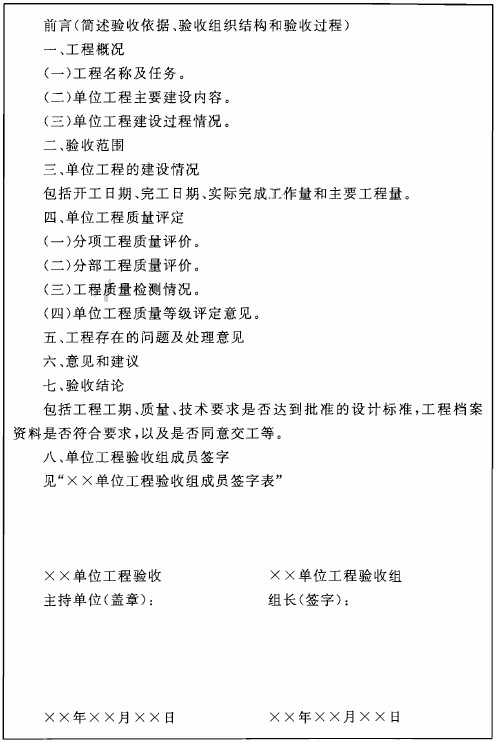 前言(简述验收依据、验收组织结构和验收过程)
一、工程概况
(一)工程名称及任务。
(二)单位工程主要建设内容。
(三)单位工程建设过程情况。
二、验收范围
三、单位工程的建设情况
包括开工日期、完工日期、实际完成工作量和主要工程量。
四、单位工程质量评定
(一)分项工程质量评价。
(二)分部工程质量评价。
(三)工程质量检测情况。
(四)单位工程质量等级评定意见。
五、工程存在的问题及处理意见
六、意见和建议
七、验收结论
包括工程工期、质量、技术要求是否达到批准的设计标准,工程档案
资料是否符合要求,以及是否同意交工等。
八、单位工程验收组成员签字
见“××单位工程验收组成员签字表”
××单位工程验收 ××单位工程验收组
主持单位(盖章): 组长(签字):
××年××月××日 ××年××月××日